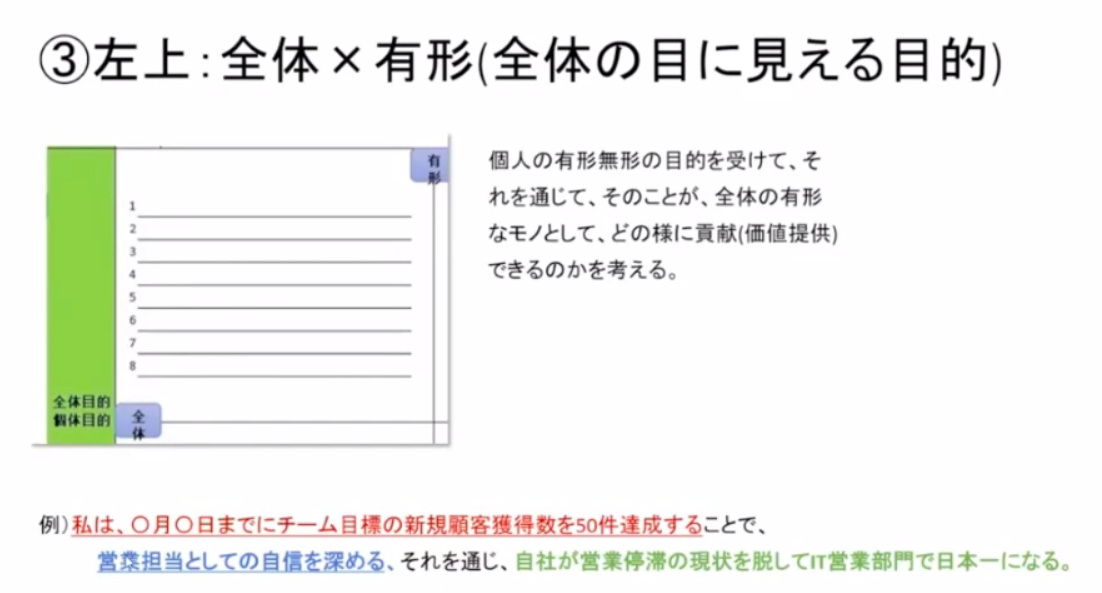 ③左上:全体×有形(全体の目に見える目的)
有
形
個人の有形無形の目的を受けて、そ
れを通じて、そのことが、全体の有形
なモノとして、どの様に貢献(価値提供)
できるのかを考える。
1
2
3
4
5
6
7
8
全体目的
個体目的
全
体
例)私は、〇月〇日までにチーム目標の新規顧客獲得数を50件達成することで、
営業担当としての自信を深める、それを通じ、自社が営業停滞の現状を脱してIT営業部門で日本一になる。